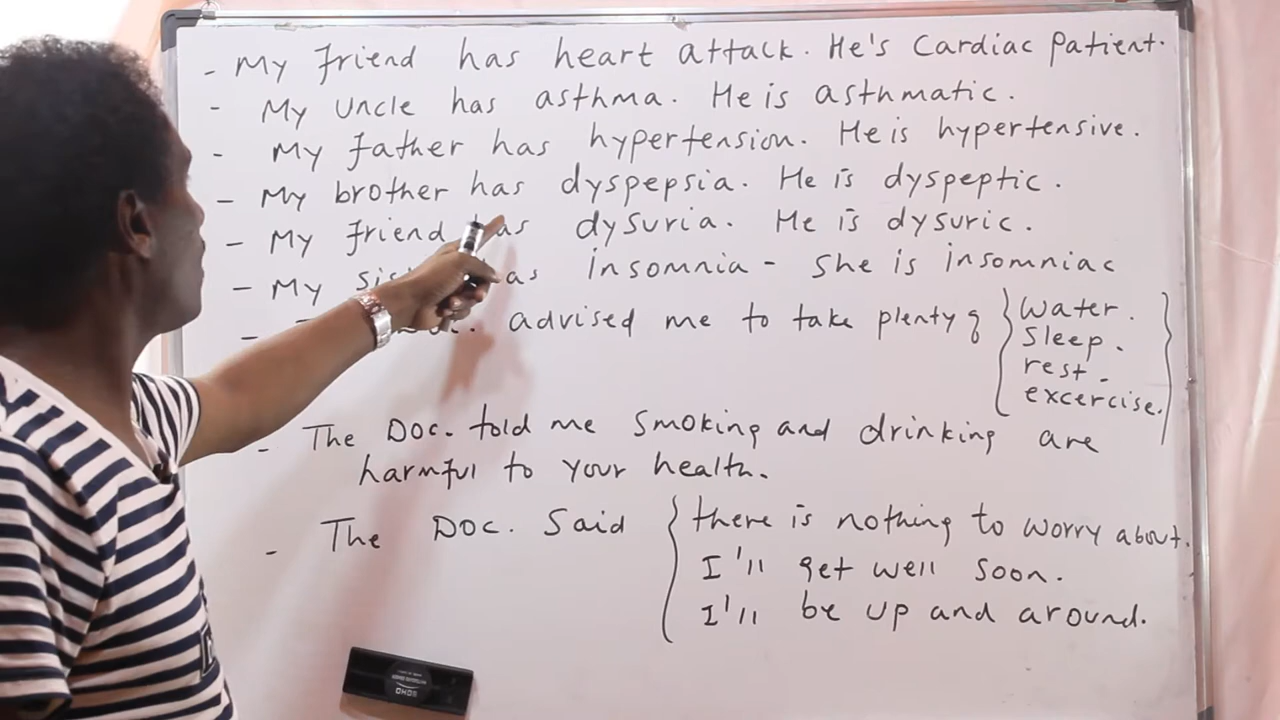 - My friend has heart attack. He's Cardiac Patient.
- My uncle has asthma. He is asthmatic.
- My father has hypertension. He is hypertensive.
- My brother has dyspepsia. He is dyspeptic.
- My friend has dysuria. He is dysuric.
- My has insomnia - She is insomniac
- advised me to take plenty of { water.
sleep.
rest.
excercise. }
- The Doc. told me smoking and drinking are
harmful to your health.
- The Doc. Said { there is nothing to worry about.
I'll get well soon.
I'll be up and around.